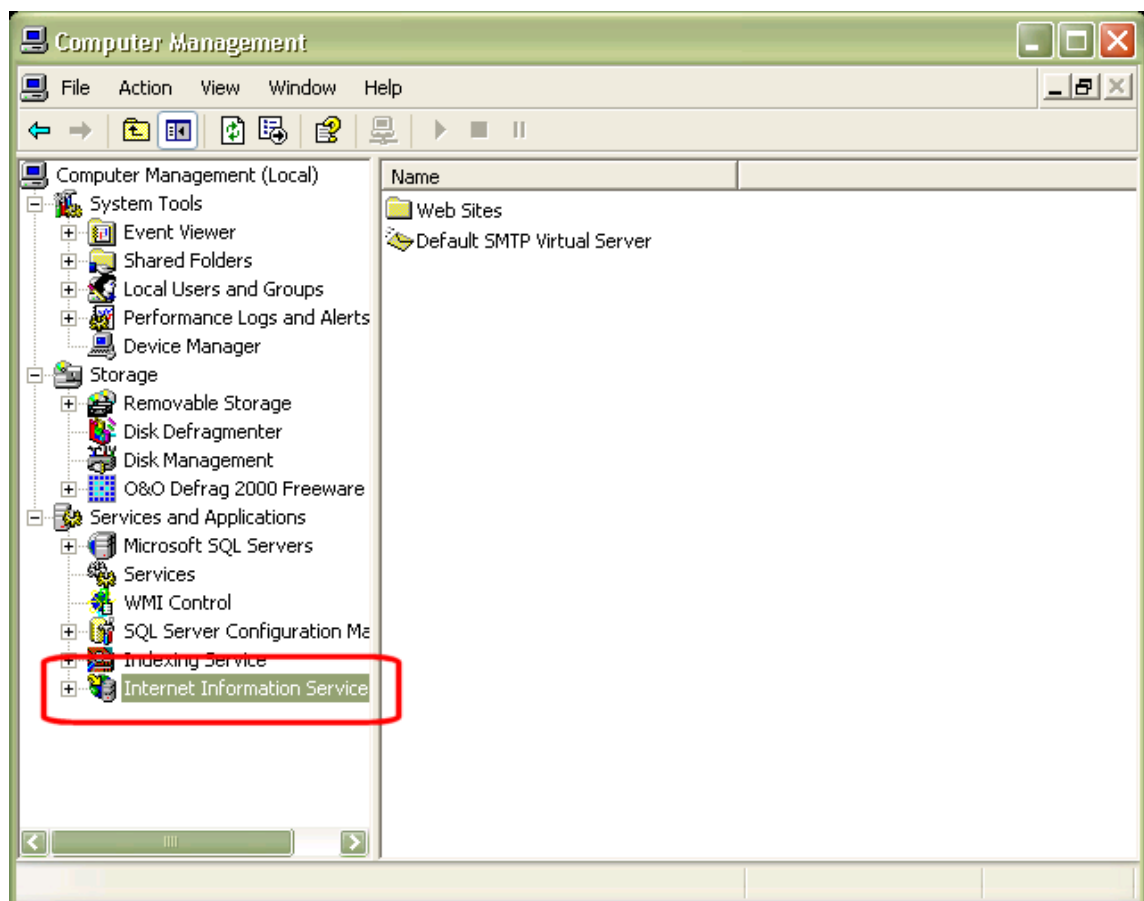 Computer Management
File Action View Window Help
Computer Management (Local)
System Tools
Event Viewer
Shared Folders
Local Users and Groups
Performance Logs and Alerts
Device Manager
Storage
Removable Storage
Disk Defragmenter
Disk Management
O&O Defrag 2000 Freeware
Services and Applications
Microsoft SQL Servers
Services
WMI Control
SQL Server Configuration Ma
Indexing Service
Internet Information Service
Name
Web Sites
Default SMTP Virtual Server